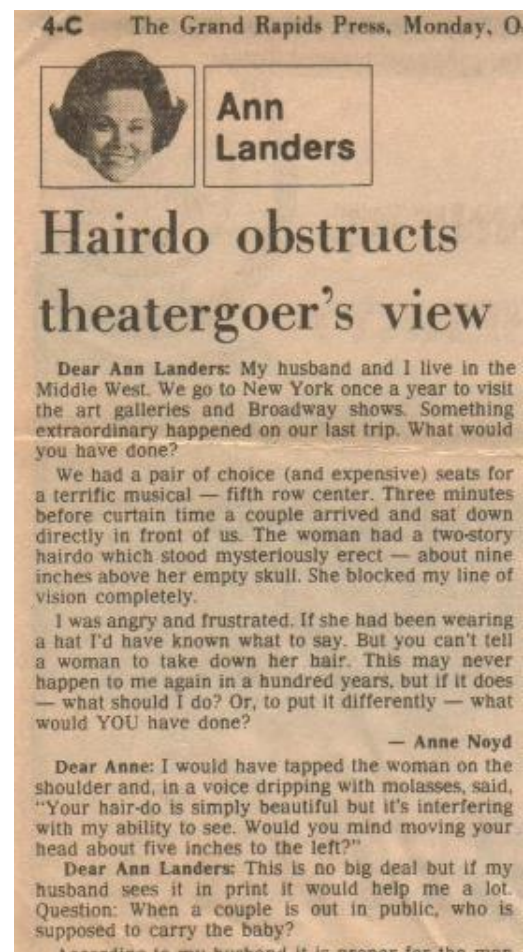 4-C The Grand Rapids Press, Monday, O
Ann
Landers
Hairdo obstructs
theatergoer's view
Dear Ann Landers: My husband and I live in the
Middle West. We go to New York once a year to visit
the art galleries and Broadway shows. Something
extraordinary happened on our last trip. What would
you have done?
We had a pair of choice (and expensive) seats for
a terrific musical — fifth row center. Three minutes
before curtain time a couple arrived and sat down
directly in front of us. The woman had a two-story
hairdo which stood mysteriously erect — about nine
inches above her empty skull. She blocked my line of
vision completely.
I was angry and frustrated. If she had been wearing
a hat I'd have known what to say. But you can't tell
a woman to take down her hair. This may never
happen to me again in a hundred years, but if it does
— what should I do? Or, to put it differently — what
would YOU have done?
— Anne Noyd
Dear Anne: I would have tapped the woman on the
shoulder and, in a voice dripping with molasses, said,
"Your hair-do is simply beautiful but it's interfering
with my ability to see. Would you mind moving your
head about five inches to the left?"
Dear Ann Landers: This is no big deal but if my
husband sees it in print it would help me a lot.
Question: When a couple is out in public, who is
supposed to carry the baby?
According to my husband it is proper for the man